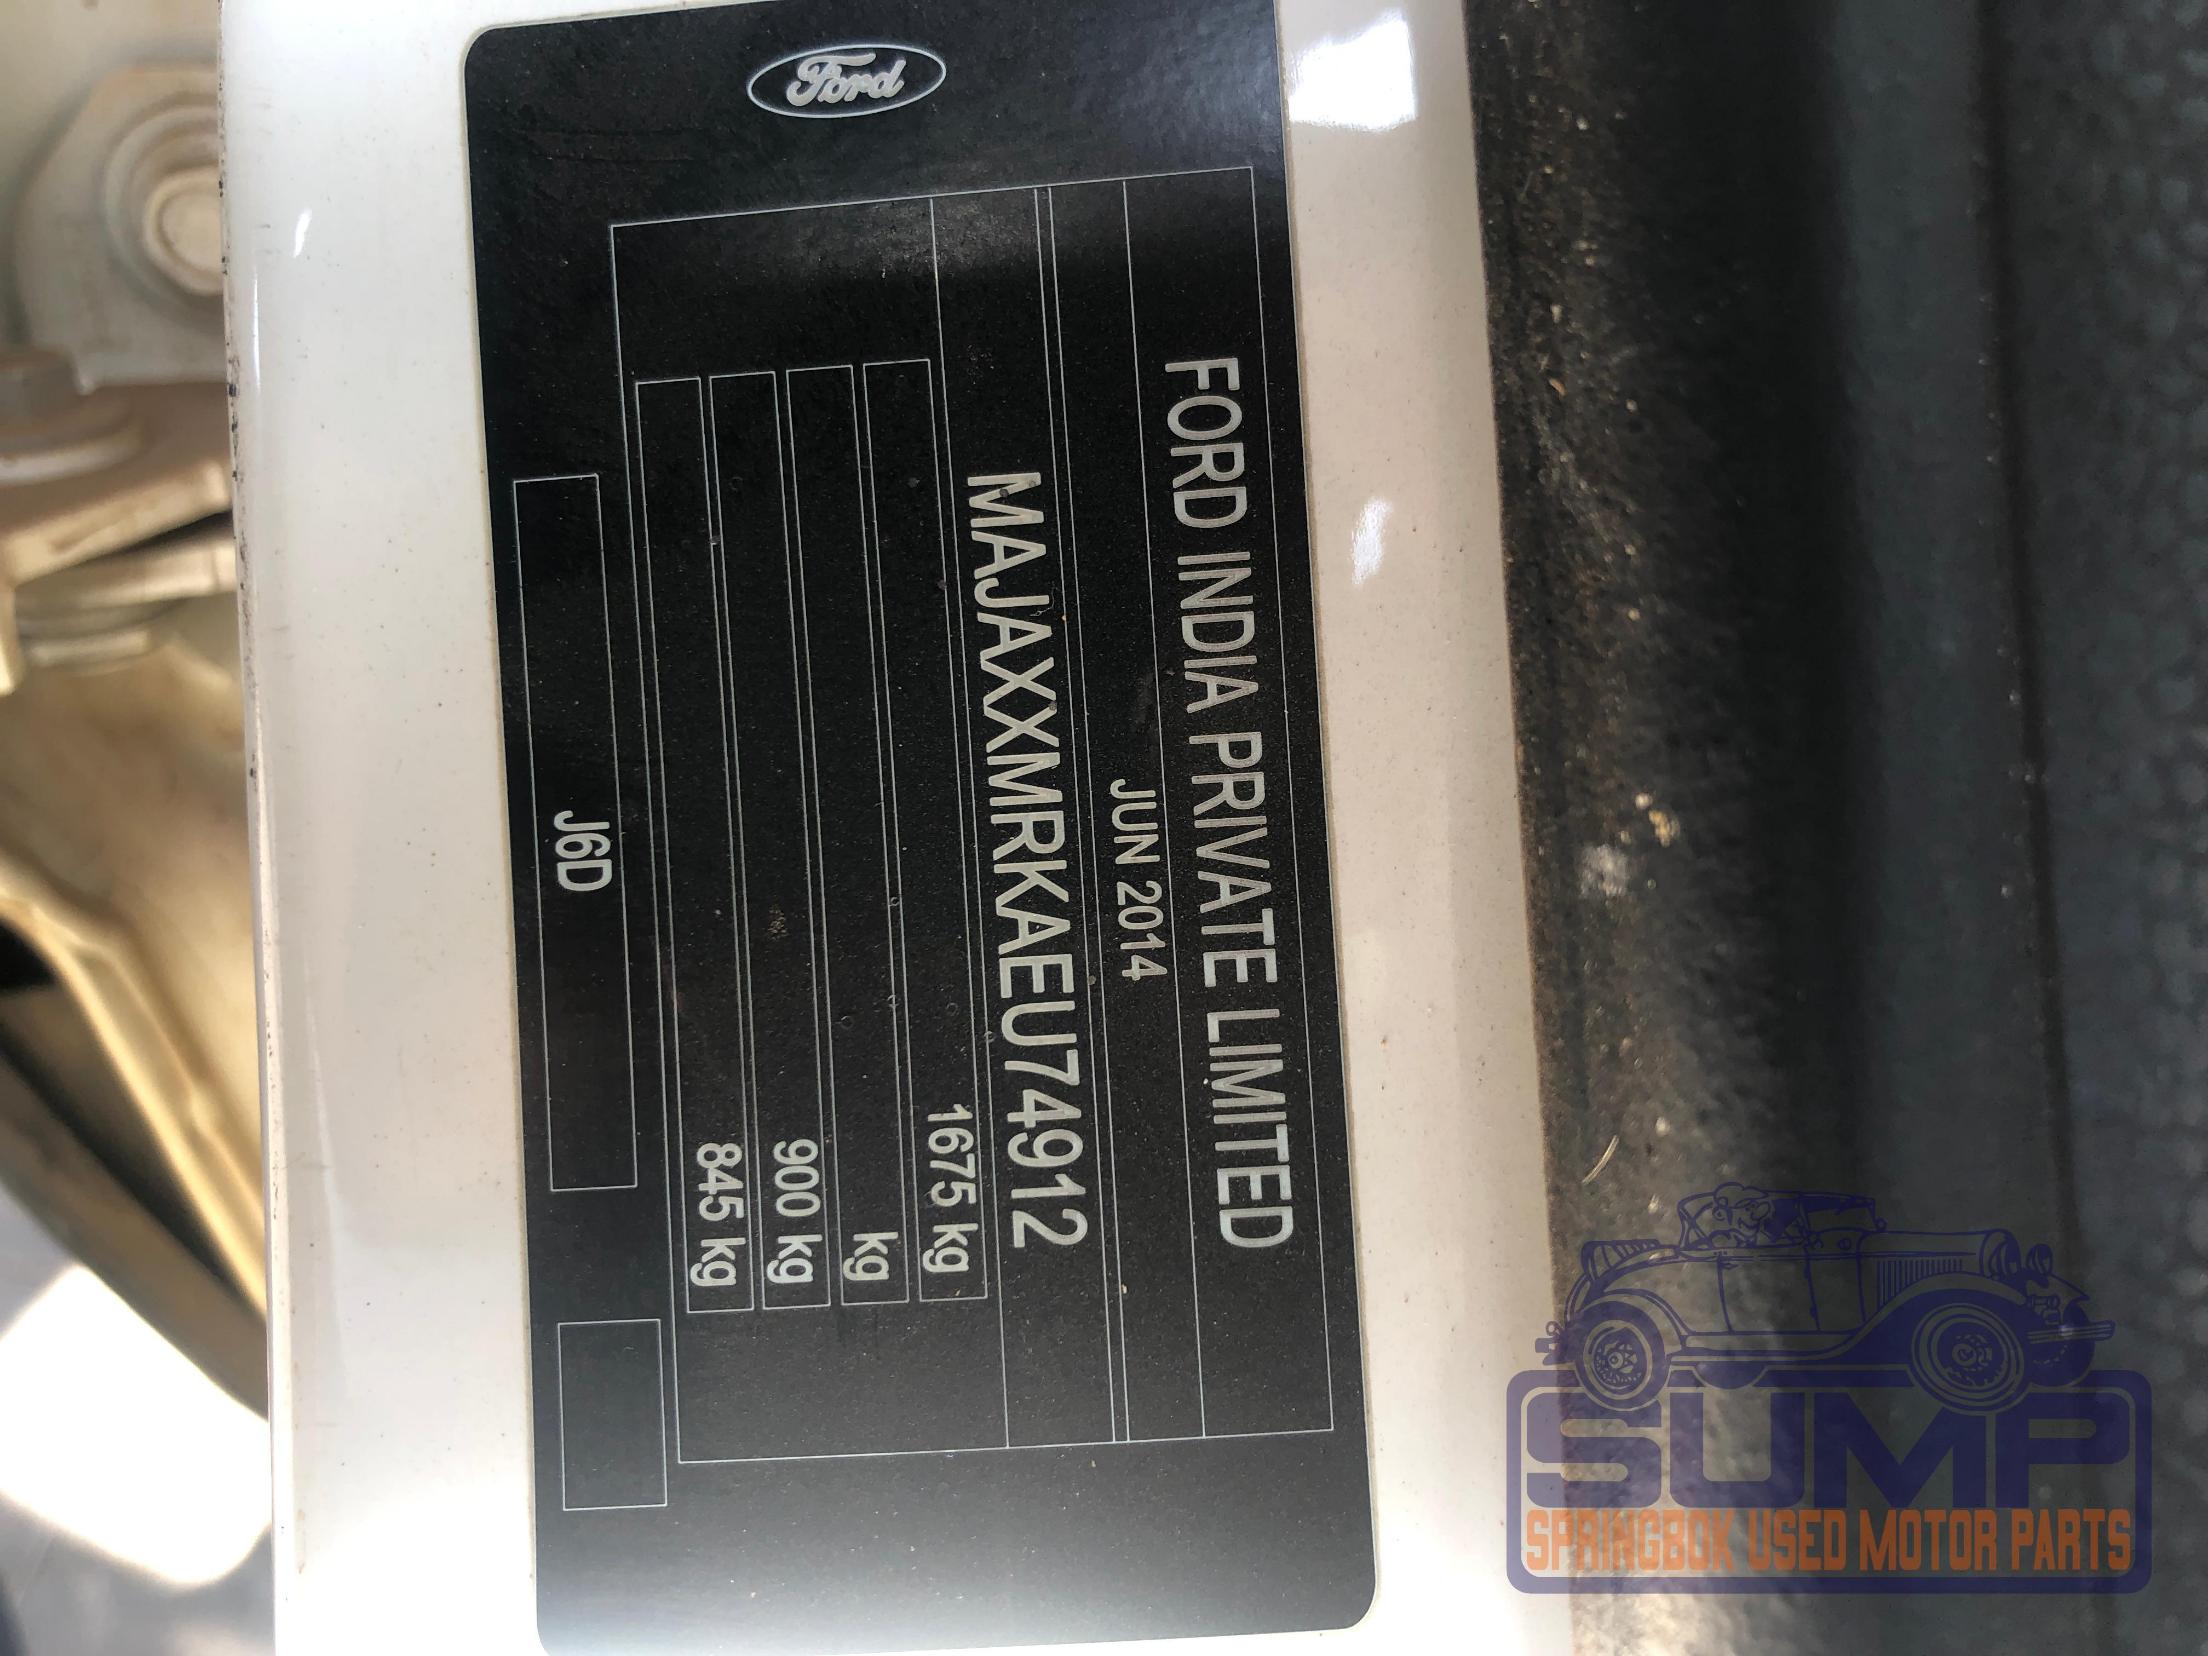 Ford
FORD INDIA PRIVATE LIMITED
JUN 2014
MAJAXXMRKAEU74912
1675 kg
kg
900 kg
845 kg
J6D
SUMP
SPRINGBOK USED MOTOR PARTS